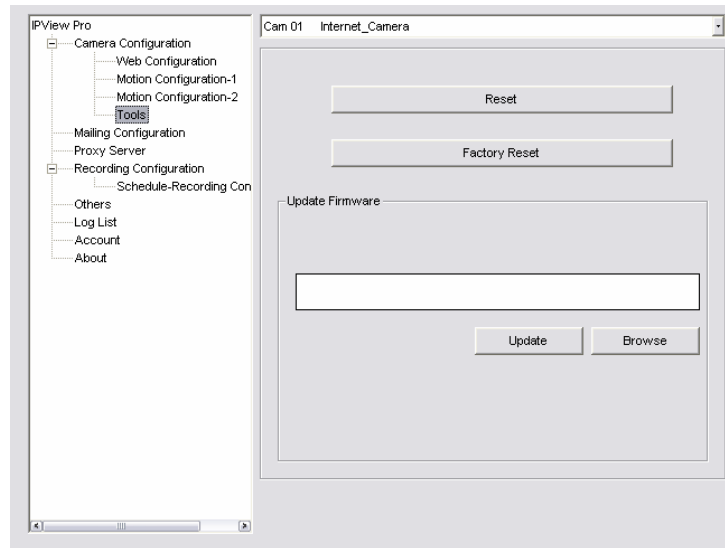 IPView Pro
Camera Configuration
Web Configuration
Motion Configuration-1
Motion Configuration-2
Tools
Mailing Configuration
Proxy Server
Recording Configuration
Schedule-Recording Con
Others
Log List
Account
About
Cam 01 Internet_Camera
Reset
Factory Reset
Update Firmware
Update Browse